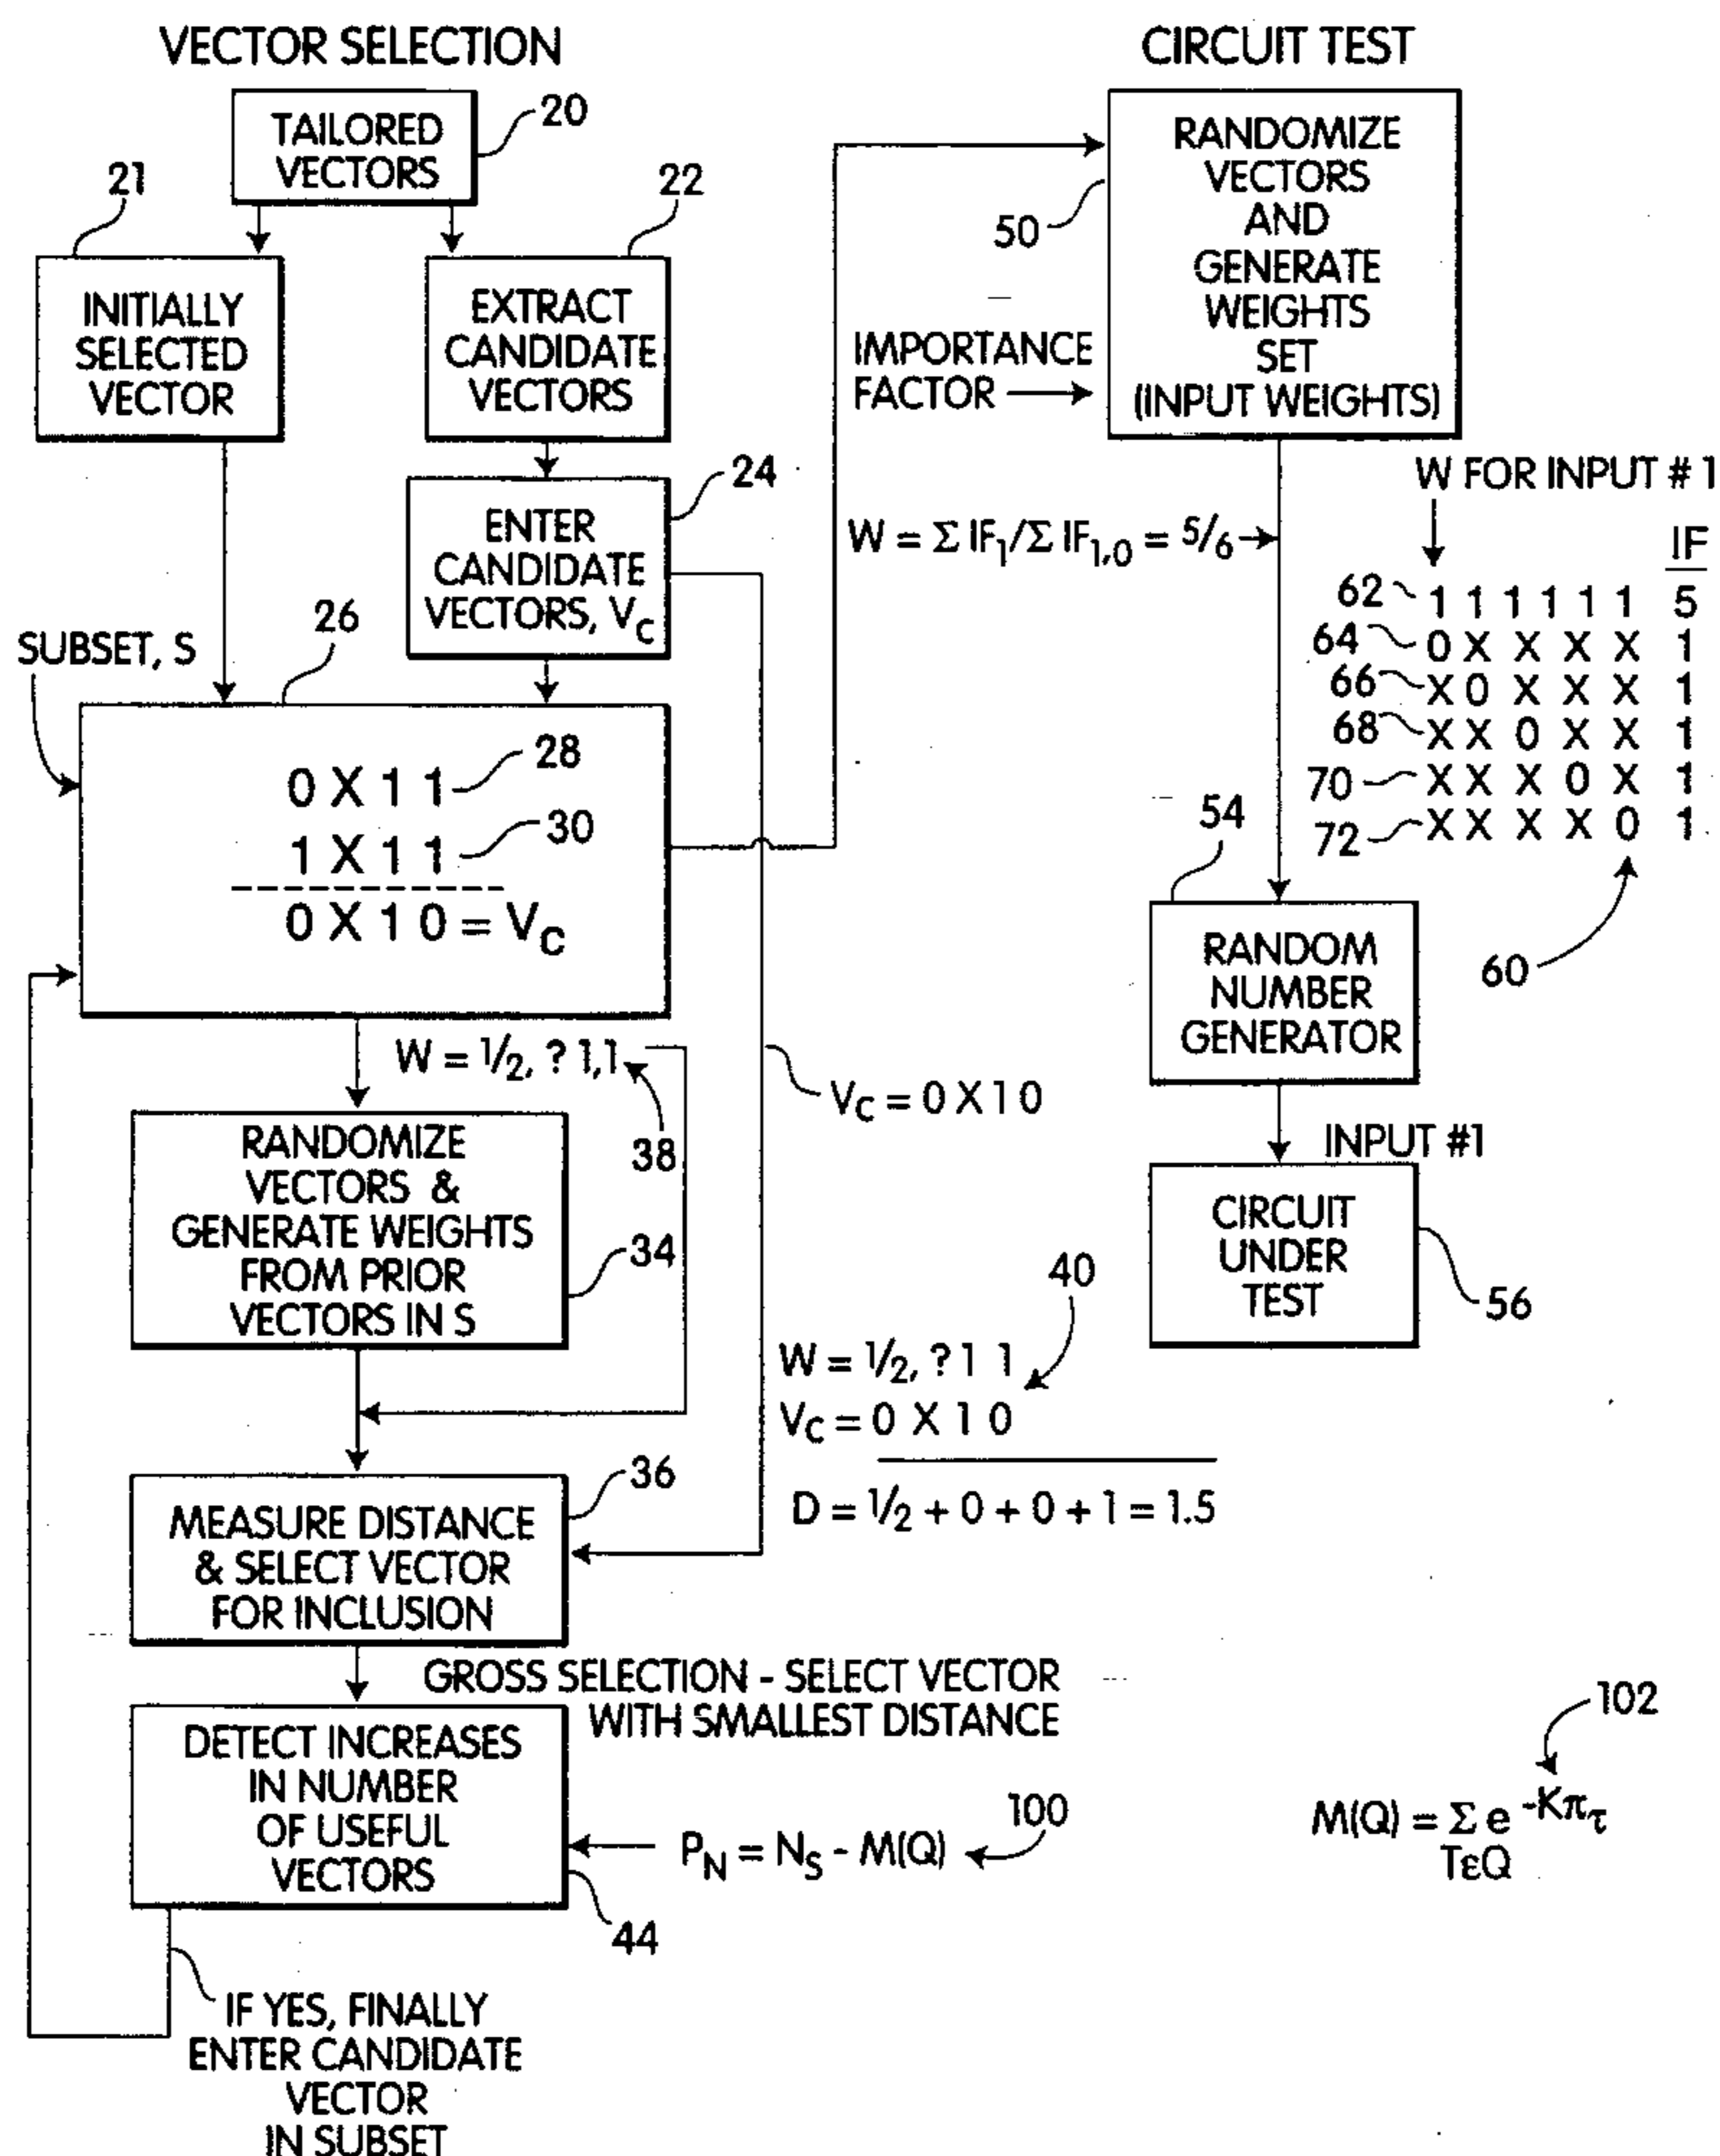 VECTOR SELECTION
TAILORED
VECTORS
20
21
22
INITIALLY
SELECTED
VECTOR
EXTRACT
CANDIDATE
VECTORS
24
ENTER
CANDIDATE
VECTORS, VC
SUBSET, S
26
0 X 1 1
28
1 X 1 1
30
0 X 1 0 = VC
W = 1/2, ? 1,1
38
VC = 0 X 1 0
RANDOMIZE
VECTORS &
GENERATE WEIGHTS
FROM PRIOR
VECTORS IN S
34
40
W = 1/2, ? 1 1
VC = 0 X 1 0
D = 1/2 + 0 + 0 + 1 = 1.5
36
MEASURE DISTANCE
& SELECT VECTOR
FOR INCLUSION
GROSS SELECTION - SELECT VECTOR
WITH SMALLEST DISTANCE
DETECT INCREASES
IN NUMBER
OF USEFUL
VECTORS
44
PN = NS - M(Q)
100
IF YES, FINALLY
ENTER CANDIDATE
VECTOR
IN SUBSET
CIRCUIT TEST
RANDOMIZE
VECTORS
AND
GENERATE
WEIGHTS
SET
(INPUT WEIGHTS)
50
IMPORTANCE
FACTOR
W = Σ IF1/Σ IF1,0 = 5/6
W FOR INPUT # 1
IF
62 1 1 1 1 1 1 5
64 0 X X X X 1
66 X 0 X X X 1
68 X X 0 X X 1
70 X X X 0 X 1
72 X X X X 0 1
60
54
RANDOM
NUMBER
GENERATOR
INPUT #1
CIRCUIT
UNDER
TEST
56
102
M(Q) = Σ e -Kπτ
TεQ